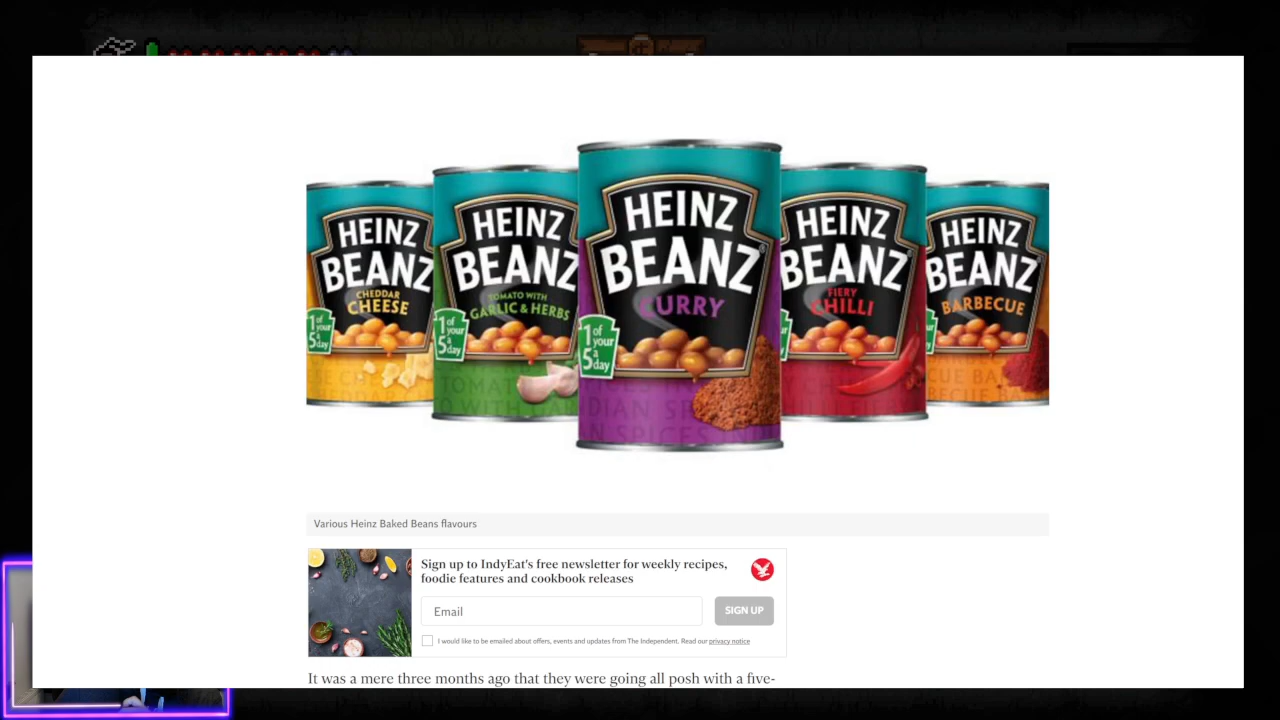 HEINZ
BEANZ
CHEDDAR
CHEESE
1 of your 5 a day
HEINZ
BEANZ
TOMATO WITH
GARLIC & HERBS
1 of your 5 a day
HEINZ
BEANZ®
CURRY
1 of your 5 a day
HEINZ
BEANZ
FIERY
CHILLI
HEINZ
BEANZ
BARBECUE
Various Heinz Baked Beans flavours
Sign up to IndyEat's free newsletter for weekly recipes,
foodie features and cookbook releases
Email
SIGN UP
I would like to be emailed about offers, events and updates from The Independent. Read our privacy notice
It was a mere three months ago that they were going all posh with a five-